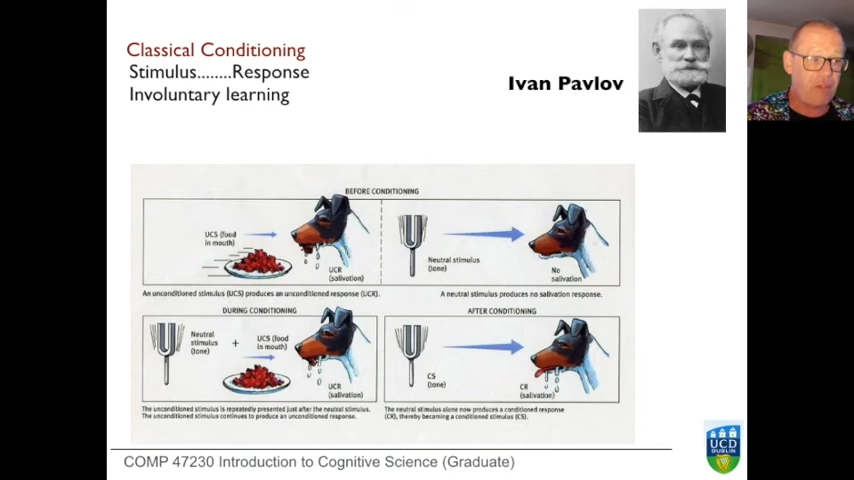 Classical Conditioning
Stimulus........Response
Involuntary learning
Ivan Pavlov
BEFORE CONDITIONING
UCS (food
in mouth)
UCR
(salivation)
Neutral stimulus
(tone)
No
salivation
An unconditioned stimulus (UCS) produces an unconditioned response (UCR).
A neutral stimulus produces no salivation response.
DURING CONDITIONING
Neutral
stimulus
(tone)
+
UCS (food
in mouth)
UCR
(salivation)
The unconditioned stimulus is repeatedly presented just after the neutral stimulus.
The unconditioned stimulus continues to produce an unconditioned response.
AFTER CONDITIONING
CS
(tone)
CR
(salivation)
The neutral stimulus alone now produces a conditioned response
(CR), thereby becoming a conditioned stimulus (CS).
COMP 47230 Introduction to Cognitive Science (Graduate)
UCD
DUBLIN